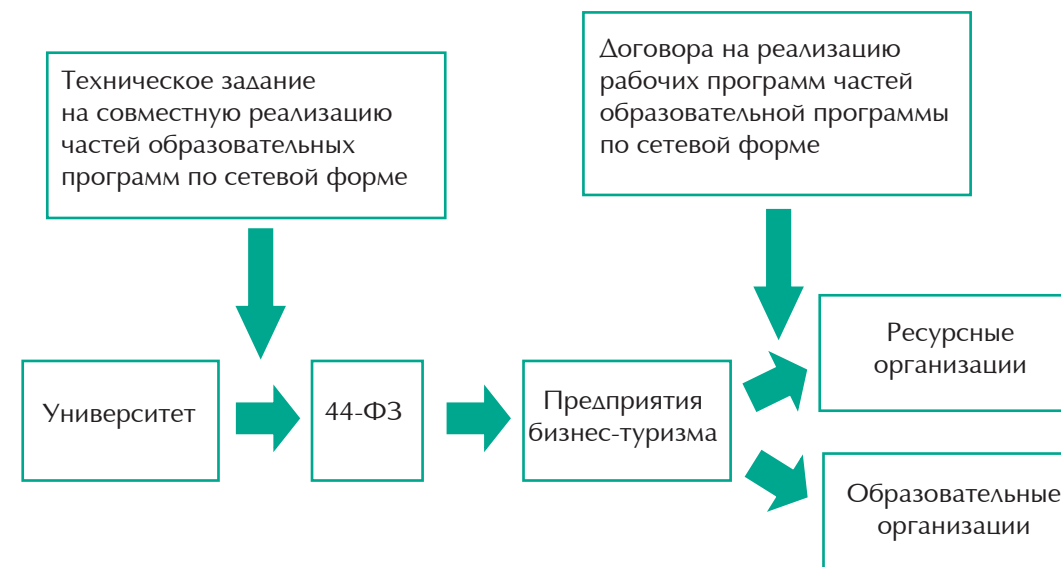 Техническое задание
на совместную реализацию
частей образовательных
программ по сетевой форме
Договора на реализацию
рабочих программ частей
образовательной программы
по сетевой форме
Университет
44-ФЗ
Предприятия
бизнес-туризма
Ресурсные
организации
Образовательные
организации